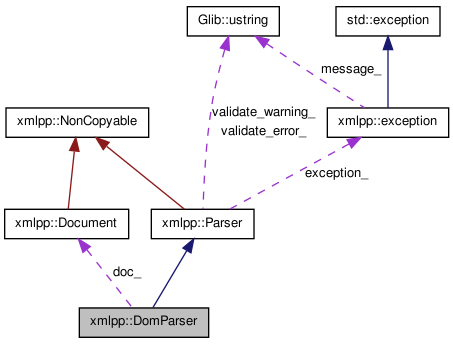 Glib::ustring
std::exception
message_
xmlpp::NonCopyable
validate_warning_
validate_error_
xmlpp::exception
exception_
xmlpp::Document
xmlpp::Parser
doc_
xmlpp::DomParser